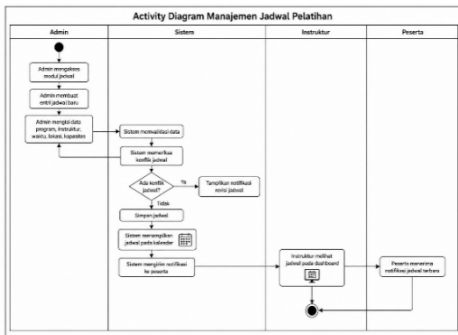 Activity Diagram Manajemen Jadwal Pelatihan
Admin
Sistem
Instruktur
Peserta
Admin mengakses
modul jadwal
Admin membuat
entri jadwal baru
Admin mengisi data
program, instruktur,
waktu, lokasi, kapasitas
Sistem memvalidasi data
Sistem memeriksa
konflik jadwal
Ada konflik
jadwal?
Ya
Tampilkan notifikasi
revisi jadwal
Tidak
Simpan jadwal
Sistem menampilkan
jadwal pada kalender
Sistem mengirim notifikasi
ke peserta
Instruktur melihat
jadwal pada dashboard
Peserta menerima
notifikasi jadwal terbaru